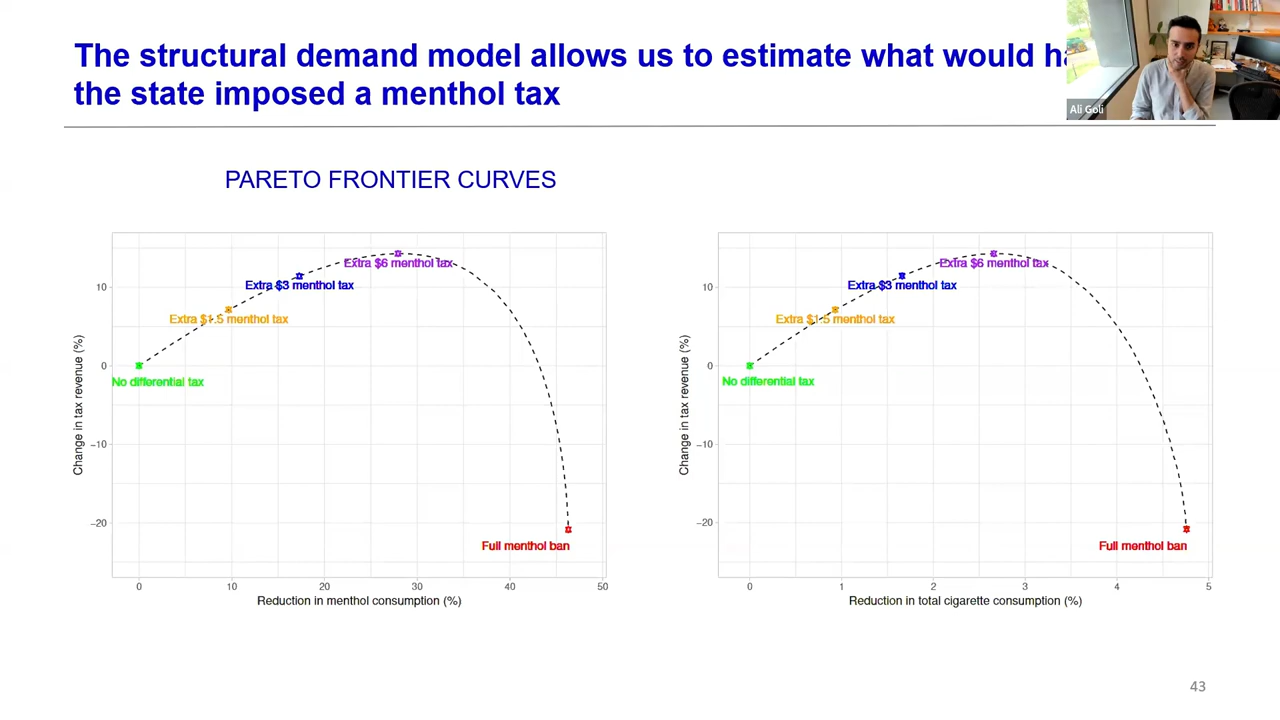 The structural demand model allows us to estimate what would
the state imposed a menthol tax
Ali Goli
PARETO FRONTIER CURVES
Change in tax revenue (%)
10
0
−10
−20
Extra $6 menthol tax
Extra $3 menthol tax
Extra $1.5 menthol tax
No differential tax
Full menthol ban
0 10 20 30 40 50
Reduction in menthol consumption (%)
Change in tax revenue (%)
10
0
−10
−20
Extra $6 menthol tax
Extra $3 menthol tax
Extra $1.5 menthol tax
No differential tax
Full menthol ban
0 1 2 3 4 5
Reduction in total cigarette consumption (%)
43